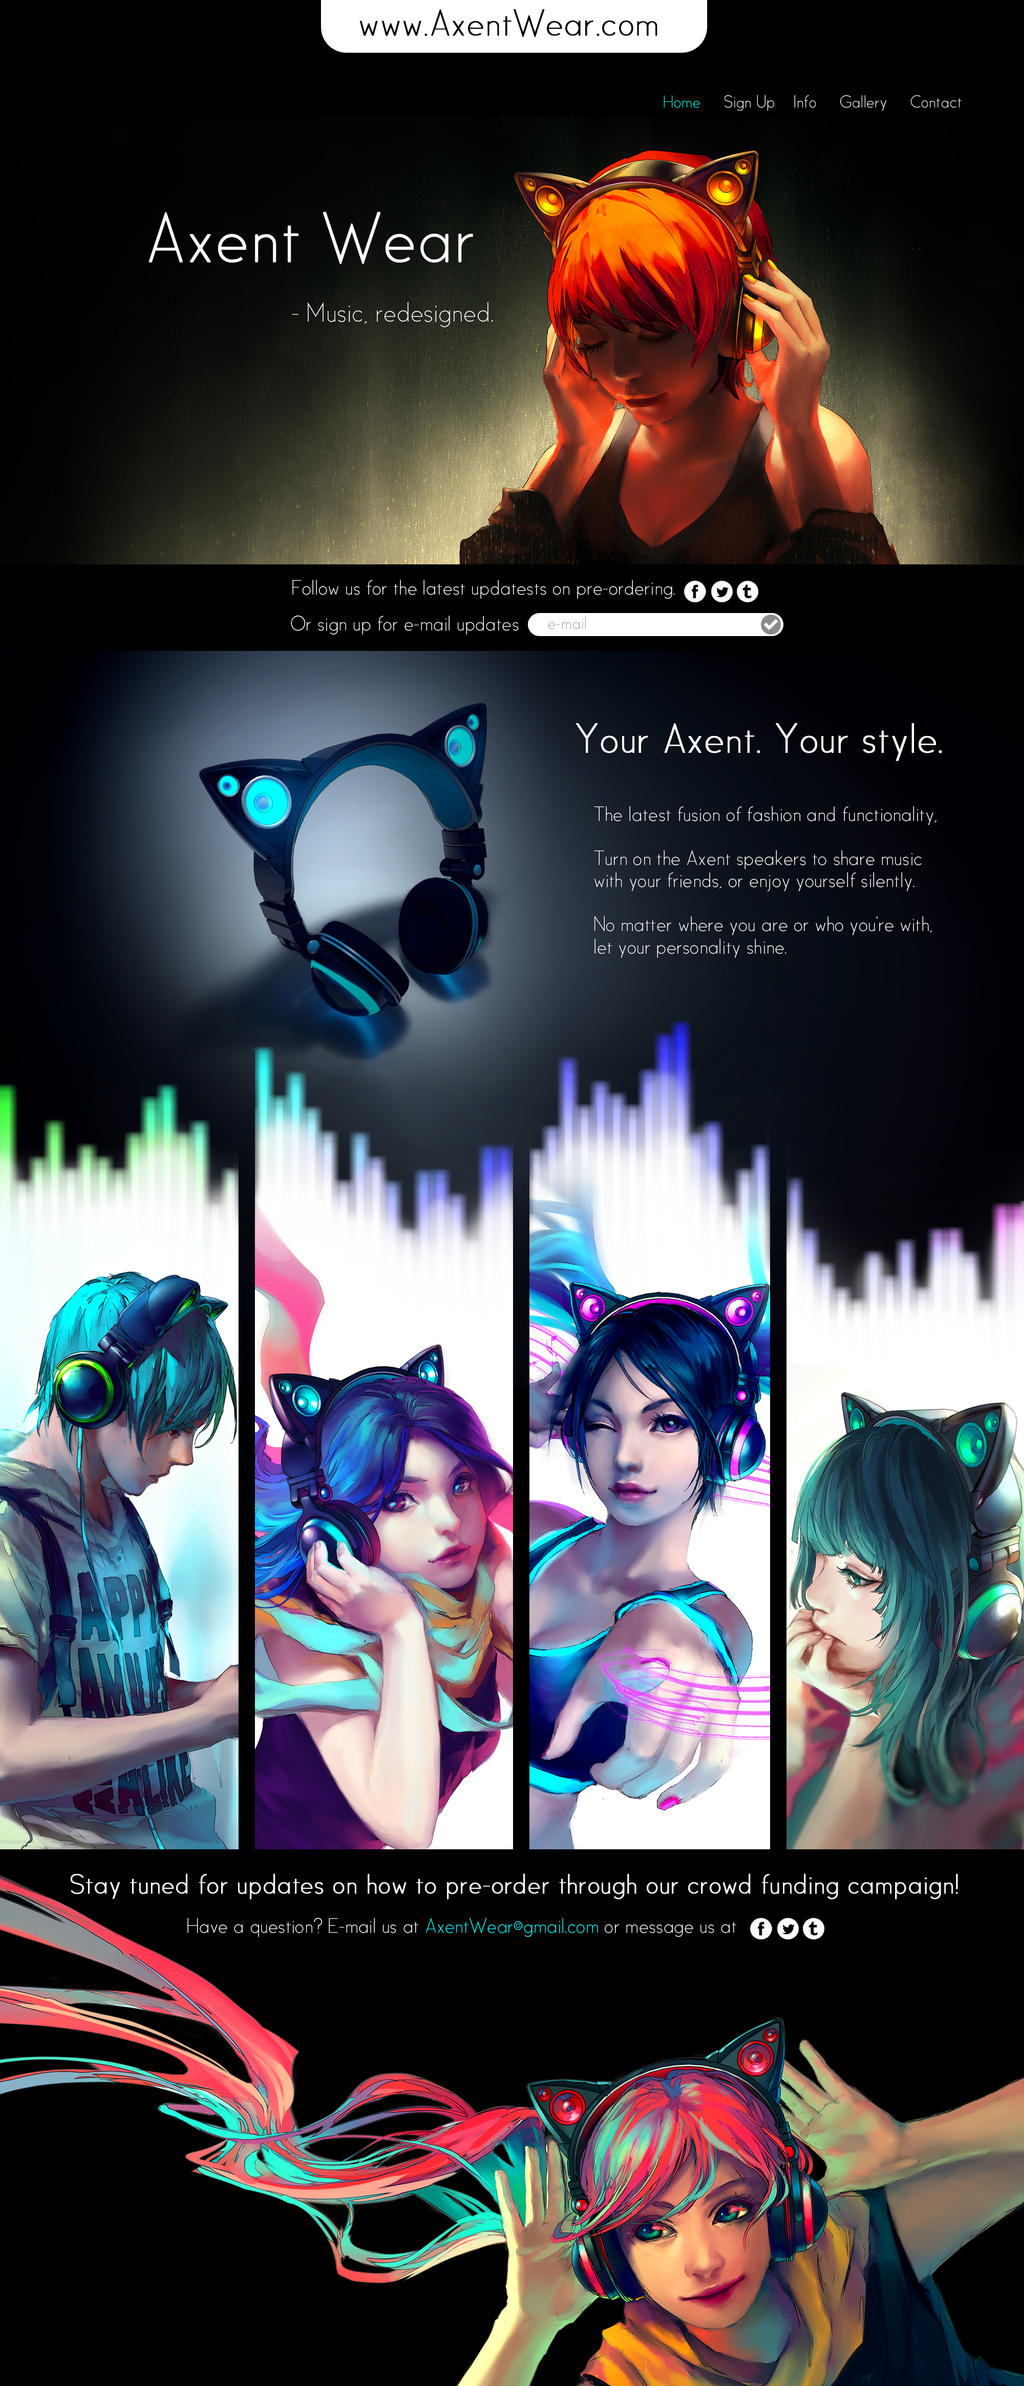 www.AxentWear.com
Home Sign Up Info Gallery Contact
Axent Wear
- Music, redesigned.
Follow us for the latest updatests on pre-ordering.
Or sign up for e-mail updates e-mail
Your Axent. Your style.
The latest fusion of fashion and functionality,
Turn on the Axent speakers to share music
with your friends, or enjoy yourself silently.
No matter where you are or who you're with,
let your personality shine.
APPY
AMILIE
ALIKE
Stay tuned for updates on how to pre-order through our crowd funding campaign!
Have a question? E-mail us at AxentWear@gmail.com or message us at